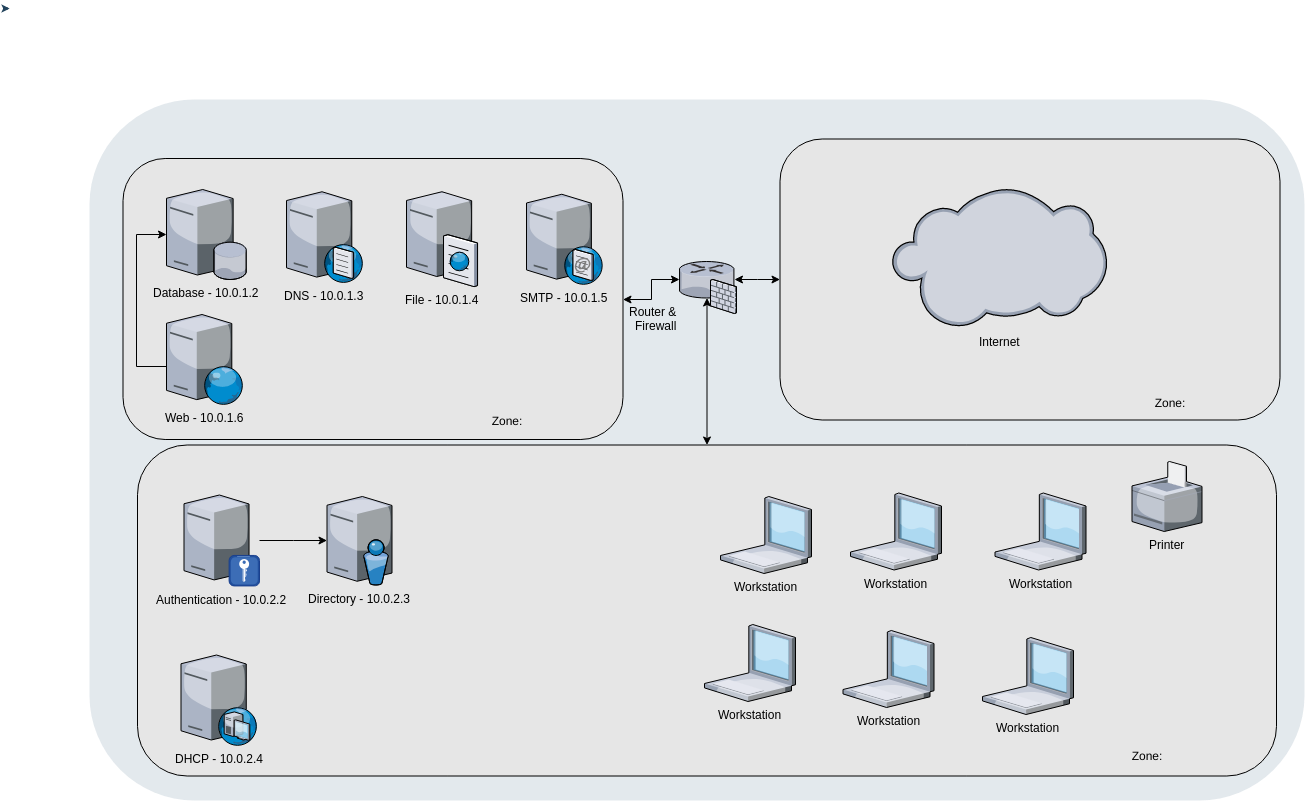 Database - 10.0.1.2
DNS - 10.0.1.3
File - 10.0.1.4
SMTP - 10.0.1.5
Web - 10.0.1.6
Zone:
Router &
Firewall
Internet
Zone:
Authentication - 10.0.2.2
Directory - 10.0.2.3
DHCP - 10.0.2.4
Workstation
Workstation
Workstation
Printer
Workstation
Workstation
Workstation
Zone: